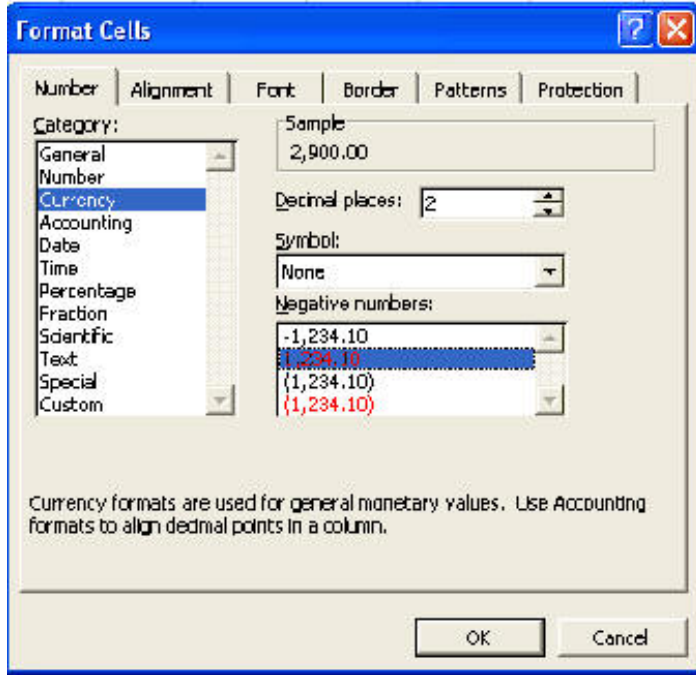 Format Cells
Number Alignment Font Border Patterns Protection
Category:
General
Number
Currency
Accounting
Date
Time
Percentage
Fraction
Scientific
Text
Special
Custom
Sample
2,900.00
Decimal places: 2
Symbol:
None
Negative numbers:
-1,234.10
1,234.10
(1,234.10)
(1,234.10)
Currency formats are used for general monetary values. Use Accounting
formats to align decimal points in a column.
OK Cancel